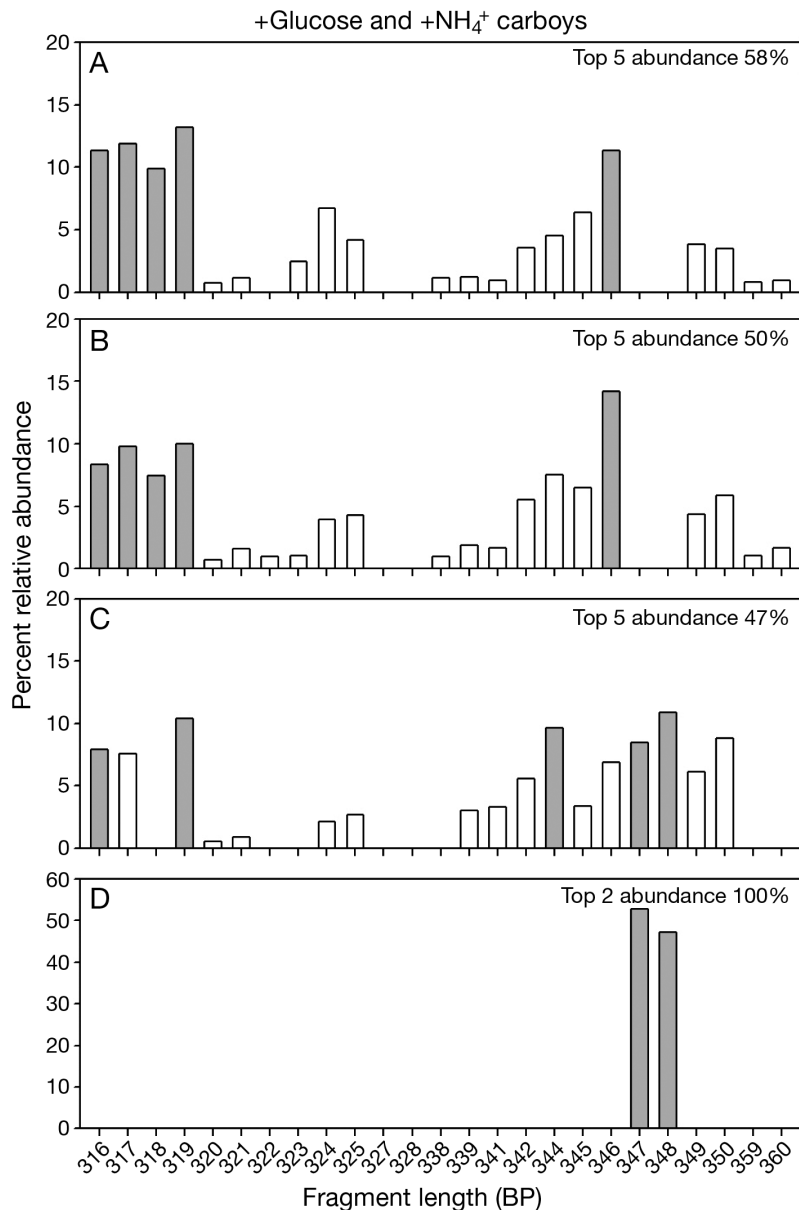 +Glucose and +NH₄⁺ carboys
A
Top 5 abundance 58%
20
15
10
5
0
B
Top 5 abundance 50%
20
15
10
5
0
C
Top 5 abundance 47%
20
15
10
5
0
D
Top 2 abundance 100%
60
50
40
30
20
10
0
Percent relative abundance
316 317 318 319 320 321 322 323 324 325 327 328 338 339 341 342 344 345 346 347 348 349 350 359 360
Fragment length (BP)